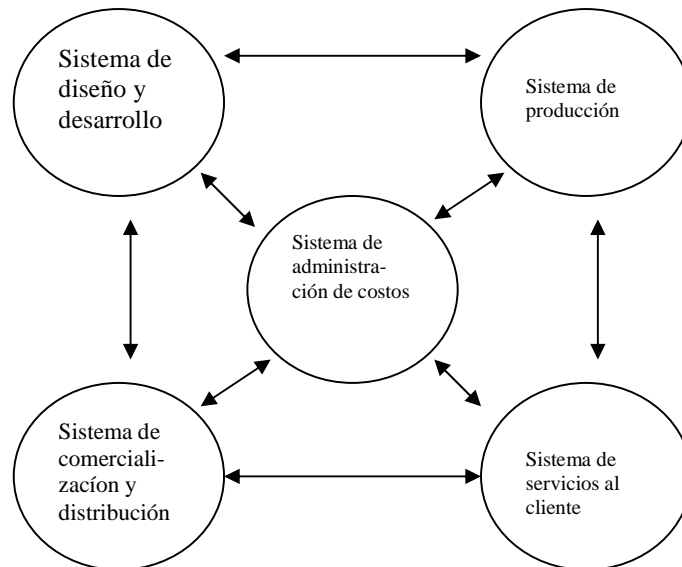 Sistema de
diseño y
desarrollo
Sistema de
producción
Sistema de
administra-
ción de costos
Sistema de
comerciali-
zacíon y
distribución
Sistema de
servicios al
cliente